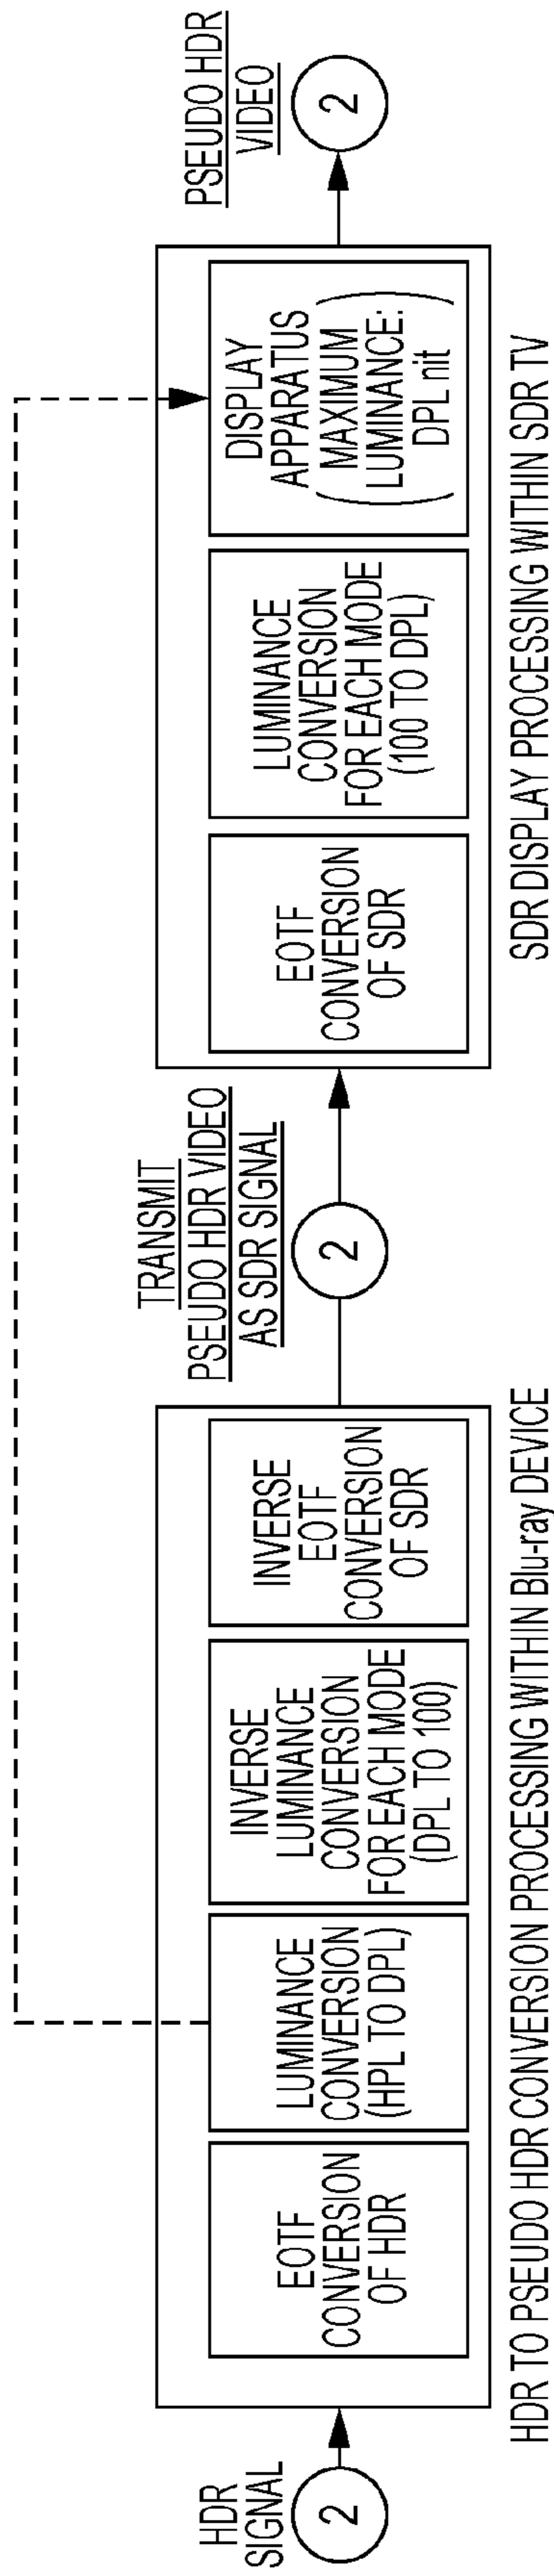 HDR
SIGNAL
2
EOTF
CONVERSION
OF HDR
LUMINANCE
CONVERSION
(HPL TO DPL)
INVERSE
LUMINANCE
CONVERSION
FOR EACH MODE
(DPL TO 100)
INVERSE
EOTF
CONVERSION
OF SDR
HDR TO PSEUDO HDR CONVERSION PROCESSING WITHIN Blu-ray DEVICE
TRANSMIT
PSEUDO HDR VIDEO
AS SDR SIGNAL
2
EOTF
CONVERSION
OF SDR
LUMINANCE
CONVERSION
FOR EACH MODE
(100 TO DPL)
DISPLAY
APPARATUS
(MAXIMUM
LUMINANCE:
DPL nit)
SDR DISPLAY PROCESSING WITHIN SDR TV
PSEUDO HDR
VIDEO
2